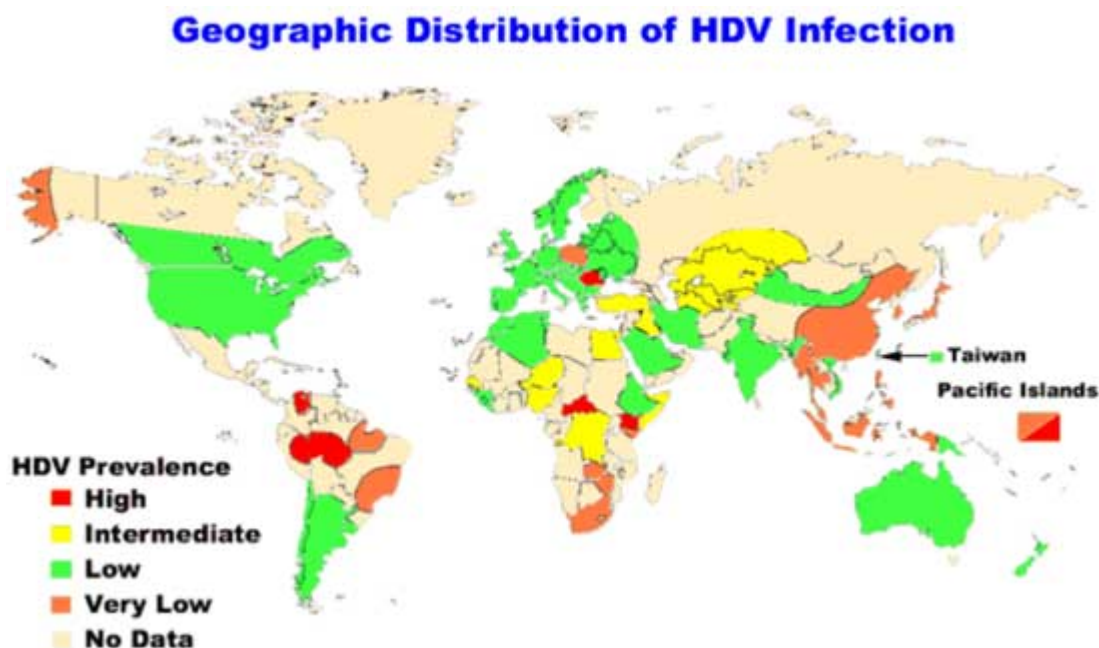 Geographic Distribution of HDV Infection
Taiwan
Pacific Islands
HDV Prevalence
High
Intermediate
Low
Very Low
No Data